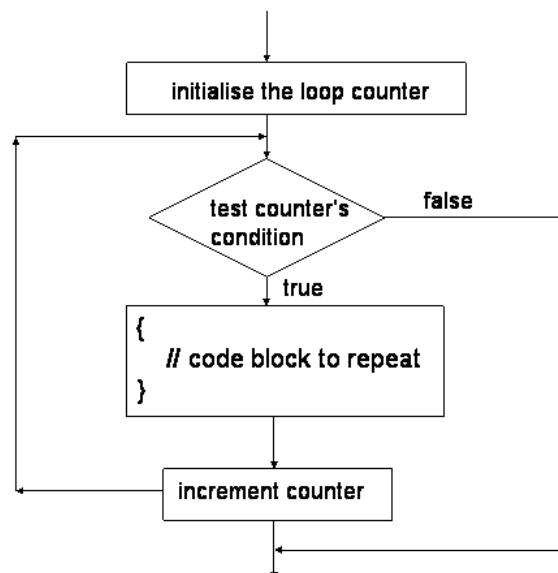 initialise the loop counter
test counter's
condition
false
true
{
// code block to repeat
}
increment counter